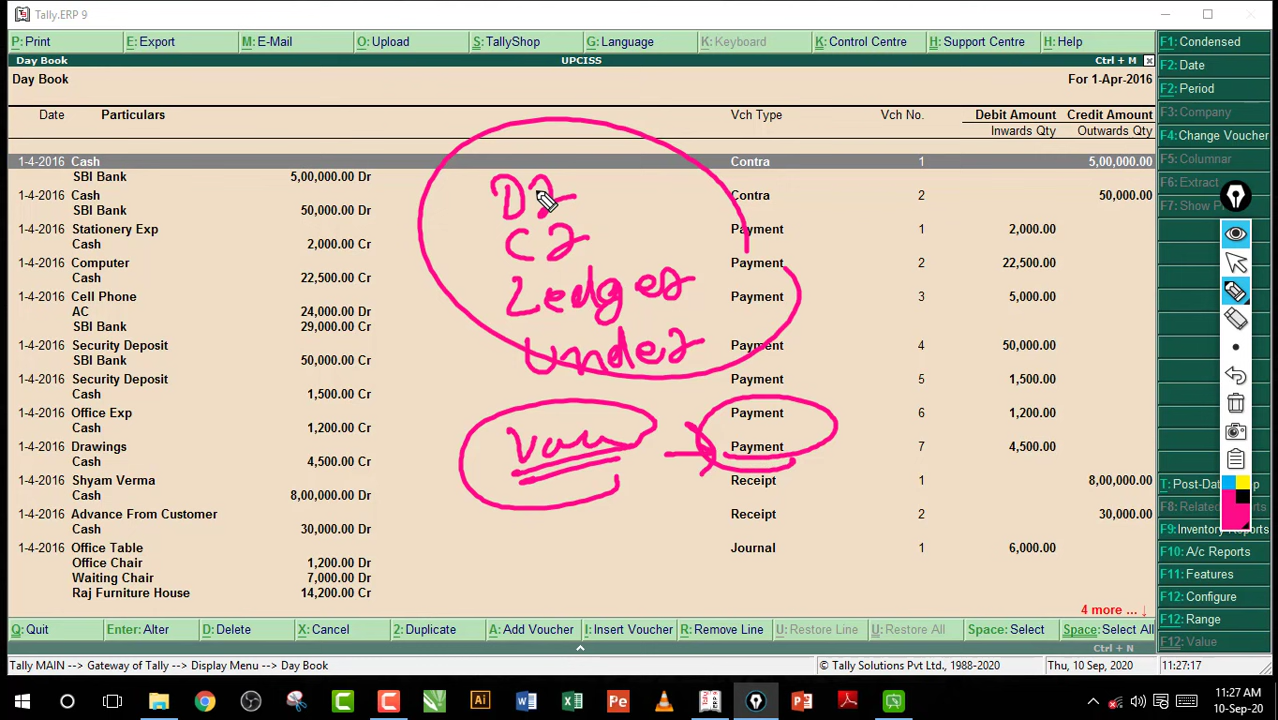 Tally.ERP 9
P: Print E: Export M: E-Mail O: Upload S: TallyShop G: Language K: Keyboard K: Control Centre H: Support Centre H: Help
Day Book UPCISS Ctrl + M
Day Book For 1-Apr-2016
Date Particulars Vch Type Vch No. Debit Amount Credit Amount
Inwards Qty Outwards Qty
1-4-2016 Cash Contra 1 5,00,000.00
SBI Bank 5,00,000.00 Dr
1-4-2016 Cash Contra 2 50,000.00
SBI Bank 50,000.00 Dr
1-4-2016 Stationery Exp Payment 1 2,000.00
Cash 2,000.00 Cr
1-4-2016 Computer Payment 2 22,500.00
Cash 22,500.00 Cr
1-4-2016 Cell Phone Payment 3 5,000.00
AC 24,000.00 Dr
SBI Bank 29,000.00 Cr
1-4-2016 Security Deposit Payment 4 50,000.00
SBI Bank 50,000.00 Cr
1-4-2016 Security Deposit Payment 5 1,500.00
Cash 1,500.00 Cr
1-4-2016 Office Exp Payment 6 1,200.00
Cash 1,200.00 Cr
1-4-2016 Drawings Payment 7 4,500.00
Cash 4,500.00 Cr
1-4-2016 Shyam Verma Receipt 1 8,00,000.00
Cash 8,00,000.00 Dr
1-4-2016 Advance From Customer Receipt 2 30,000.00
Cash 30,000.00 Dr
1-4-2016 Office Table Journal 1 6,000.00
Office Chair 1,200.00 Dr
Waiting Chair 7,000.00 Dr
Raj Furniture House 14,200.00 Cr
4 more ... ↓
Dr
Cr
Ledger
Under
F1: Condensed
F2: Date
F2: Period
F3: Company
F4: Change Voucher
F5: Columnar
F6: Extract
F7: Show
T: Post-Dat
F8: Related
F9: Inventory Reports
F10: A/c Reports
F11: Features
F12: Configure
F12: Range
F12: Value
Q: Quit Enter: Alter D: Delete X: Cancel 2: Duplicate A: Add Voucher I: Insert Voucher R: Remove Line U: Restore Line U: Restore All Space: Select Space: Select All
Ctrl + N
Tally MAIN --> Gateway of Tally --> Display Menu --> Day Book © Tally Solutions Pvt Ltd., 1988-2020 Thu, 10 Sep, 2020 11:27:17
11:27 AM
10-Sep-20